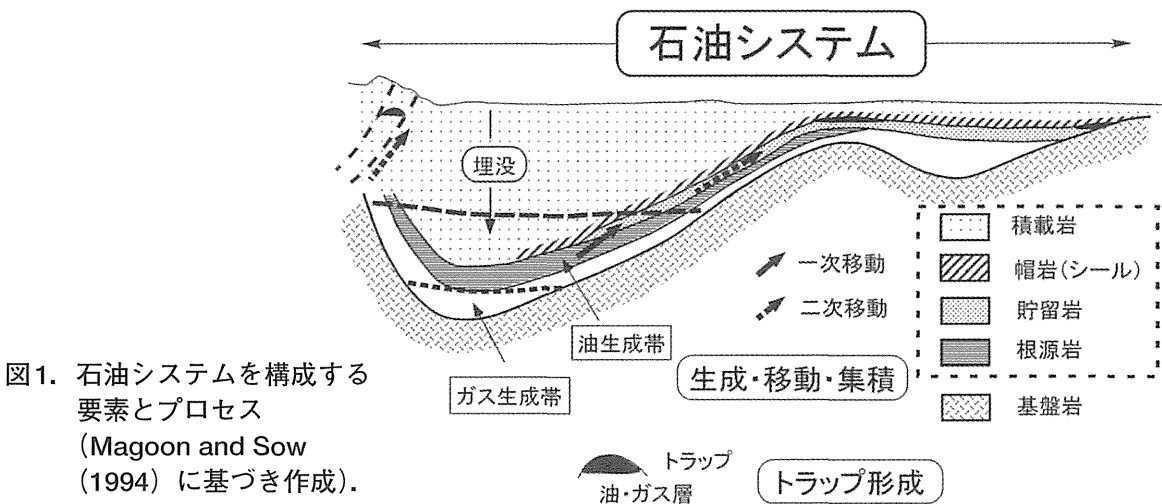 石油システム
埋没
積載岩
帽岩(シール)
貯留岩
根源岩
基盤岩
一次移動
二次移動
油生成帯
ガス生成帯
生成・移動・集積
トラップ
油・ガス層
トラップ形成
図1. 石油システムを構成する
要素とプロセス
(Magoon and Sow
(1994) に基づき作成).